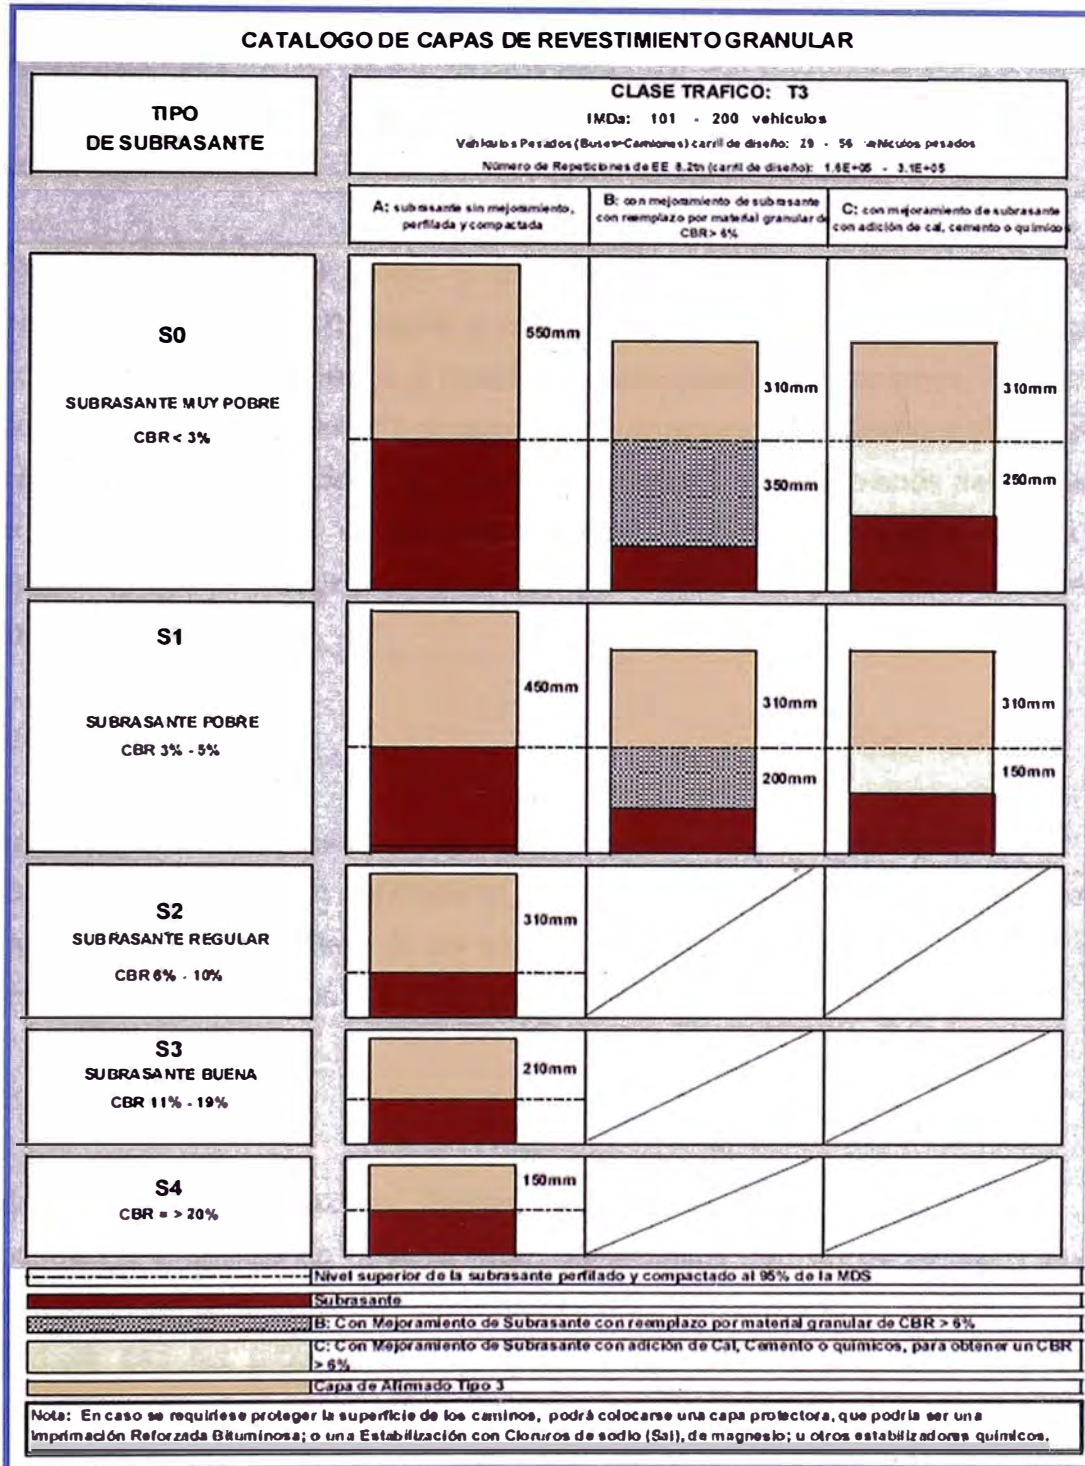 CATALOGO DE CAPAS DE REVESTIMIENTO GRANULAR
TIPO
DE SUBRASANTE
CLASE TRAFICO: T3
IMDa: 101 - 200 vehículos
Vehículos Pesados (Buses+Camiones) carril de diseño: 29 - 56 vehículos pesados
Número de Repeticiones de EE 8.2tn (carril de diseño): 1.6E+05 - 3.1E+05
A: subrasante sin mejoramiento,
perfilada y compactada
B: con mejoramiento de subrasante
con reemplazo por material granular de
CBR> 6%
C: con mejoramiento de subrasante
con adición de cal, cemento o químicos
S0
SUBRASANTE MUY POBRE
CBR < 3%
550mm
310mm
350mm
310mm
250mm
S1
SUBRASANTE POBRE
CBR 3% - 5%
450mm
310mm
200mm
310mm
150mm
S2
SUBRASANTE REGULAR
CBR 6% - 10%
310mm
S3
SUBRASANTE BUENA
CBR 11% - 19%
210mm
S4
CBR = > 20%
150mm
Nivel superior de la subrasante perfilado y compactado al 95% de la MDS
Subrasante
B: Con Mejoramiento de Subrasante con reemplazo por material granular de CBR > 6%
C: Con Mejoramiento de Subrasante con adición de Cal, Cemento o químicos, para obtener un CBR
> 6%
Capa de Afirmado Tipo 3
Nota: En caso se requiriese proteger la superficie de los caminos, podrá colocarse una capa protectora, que podría ser una
Imprimación Reforzada Bituminosa; o una Estabilización con Cloruros de sodio (Sal), de magnesio; u otros estabilizadores químicos.